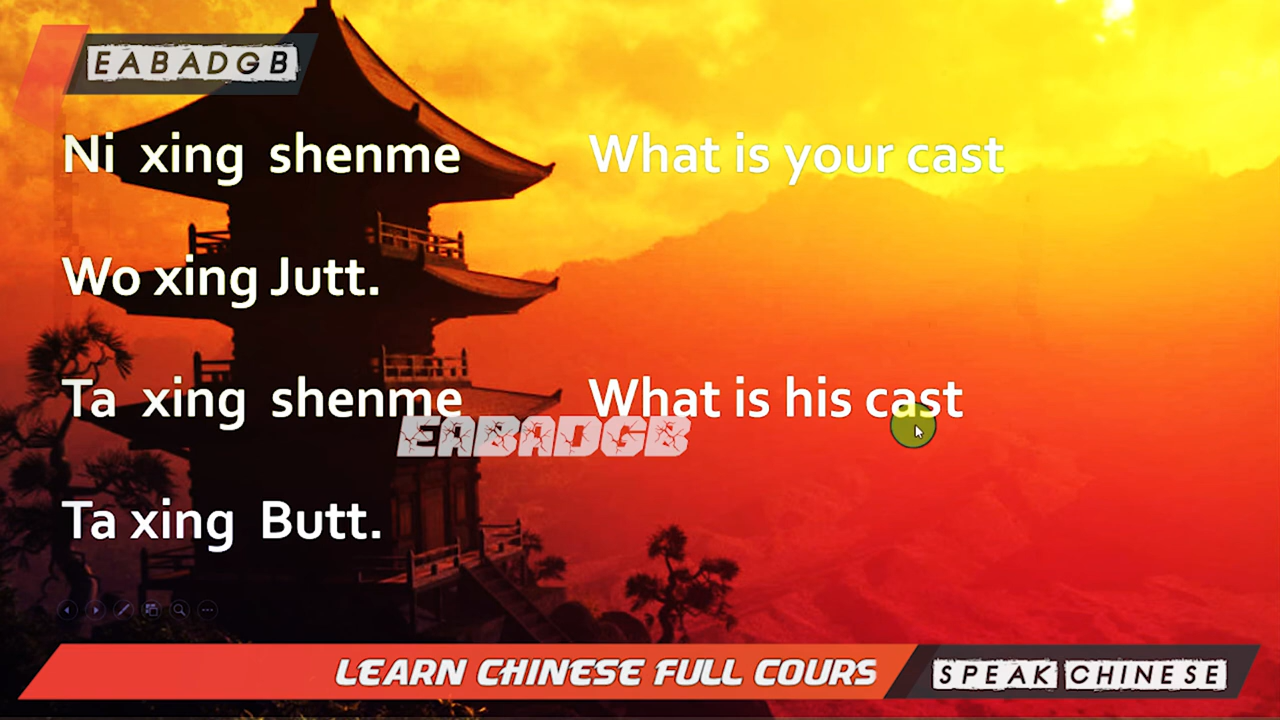 EABADGB
Ni xing shenme What is your cast
Wo xing Jutt.
Ta xing shenme What is his cast
EABADGB
Ta xing Butt.
LEARN CHINESE FULL COURS
SPEAK CHINESE